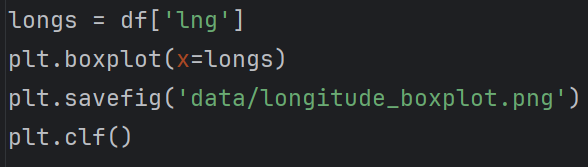 longs = df['lng']
plt.boxplot(x=longs)
plt.savefig('data/longitude_boxplot.png')
plt.clf()